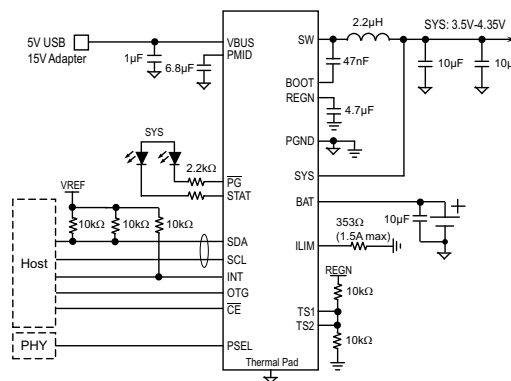 5V USB
15V Adapter
1µF
6.8µF
VBUS
PMID
SW
2.2µH
SYS: 3.5V-4.35V
47nF
10µF
10µ
BOOT
REGN
4.7µF
PGND
SYS
SYS
2.2kΩ
PG
STAT
BAT
10µF
353Ω
(1.5A max)
ILIM
VREF
10kΩ
10kΩ
10kΩ
Host
SDA
SCL
INT
OTG
CE
REGN
10kΩ
TS1
TS2
10kΩ
PHY
PSEL
Thermal Pad